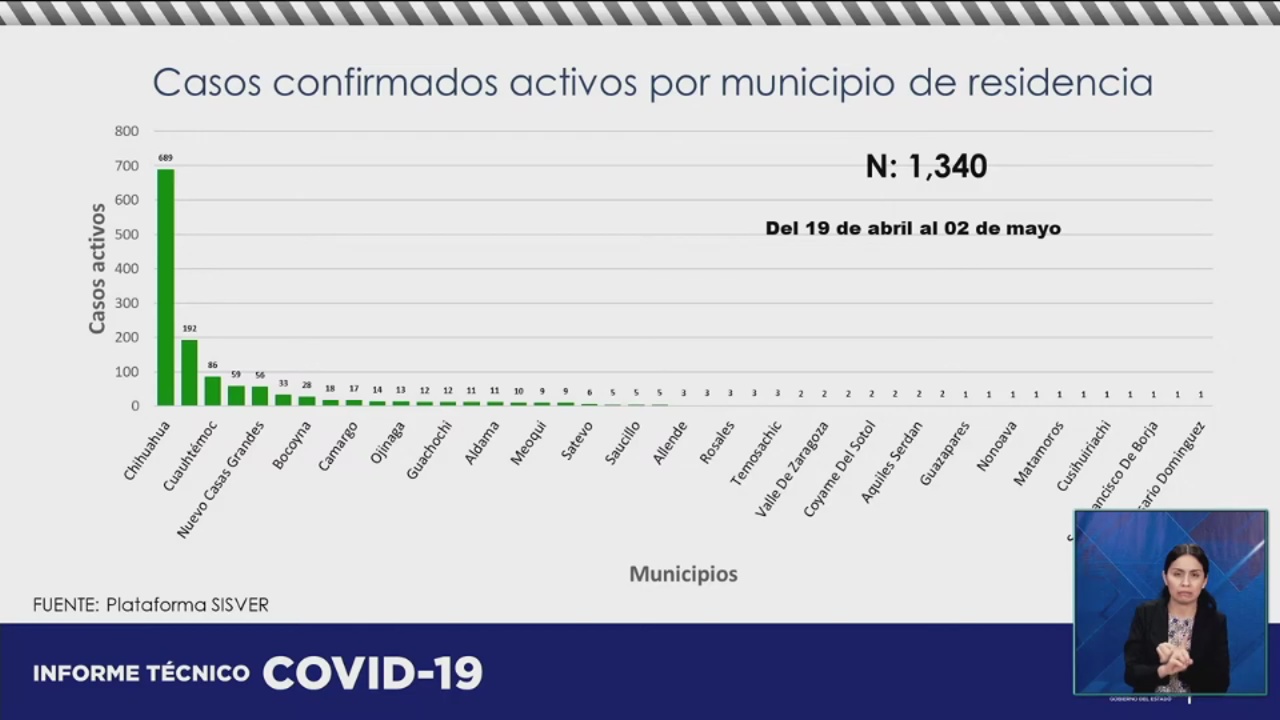 Casos confirmados activos por municipio de residencia
800
700
600
500
400
300
200
100
0
Casos activos
N: 1,340
Del 19 de abril al 02 de mayo
689 192 86 59 56 33 28 18 17 14 13 12 12 11 11 10 9 9 6 5 5 5 3 3 3 3 3 2 2 2 2 2 2 2 1 1 1 1 1 1 1 1 1 1 1
Chihuahua
Cuauhtémoc
Nuevo Casas Grandes
Bocoyna
Camargo
Ojinaga
Guachochi
Aldama
Meoqui
Satevo
Saucillo
Allende
Rosales
Temosachic
Valle De Zaragoza
Coyame Del Sotol
Aquiles Serdan
Guazapares
Nonoava
Matamoros
Cusihuiriachi
De Borja
Dominguez
Municipios
FUENTE: Plataforma SISVER
INFORME TÉCNICO COVID-19
GOBIERNO DEL ESTADO